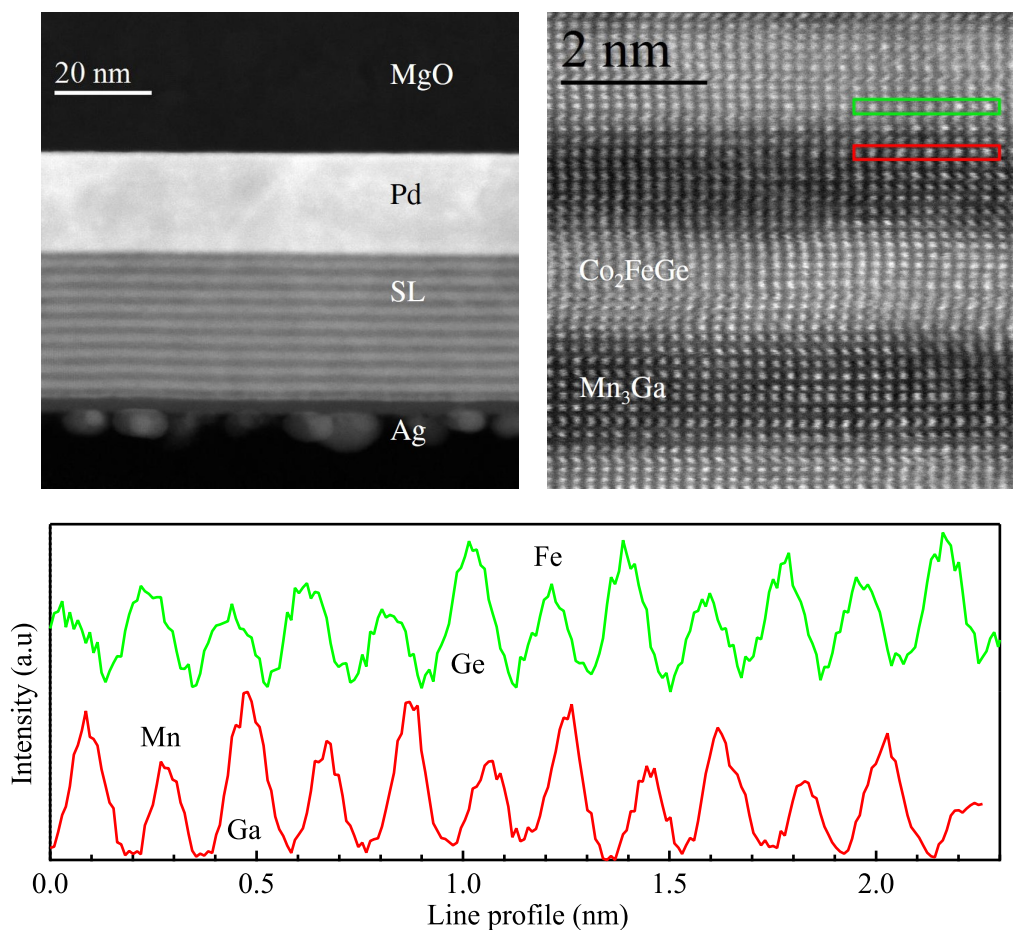 20 nm
MgO
Pd
SL
Ag
2 nm
Co₂FeGe
Mn₃Ga
Intensity (a.u)
Fe
Ge
Mn
Ga
0.0 0.5 1.0 1.5 2.0
Line profile (nm)